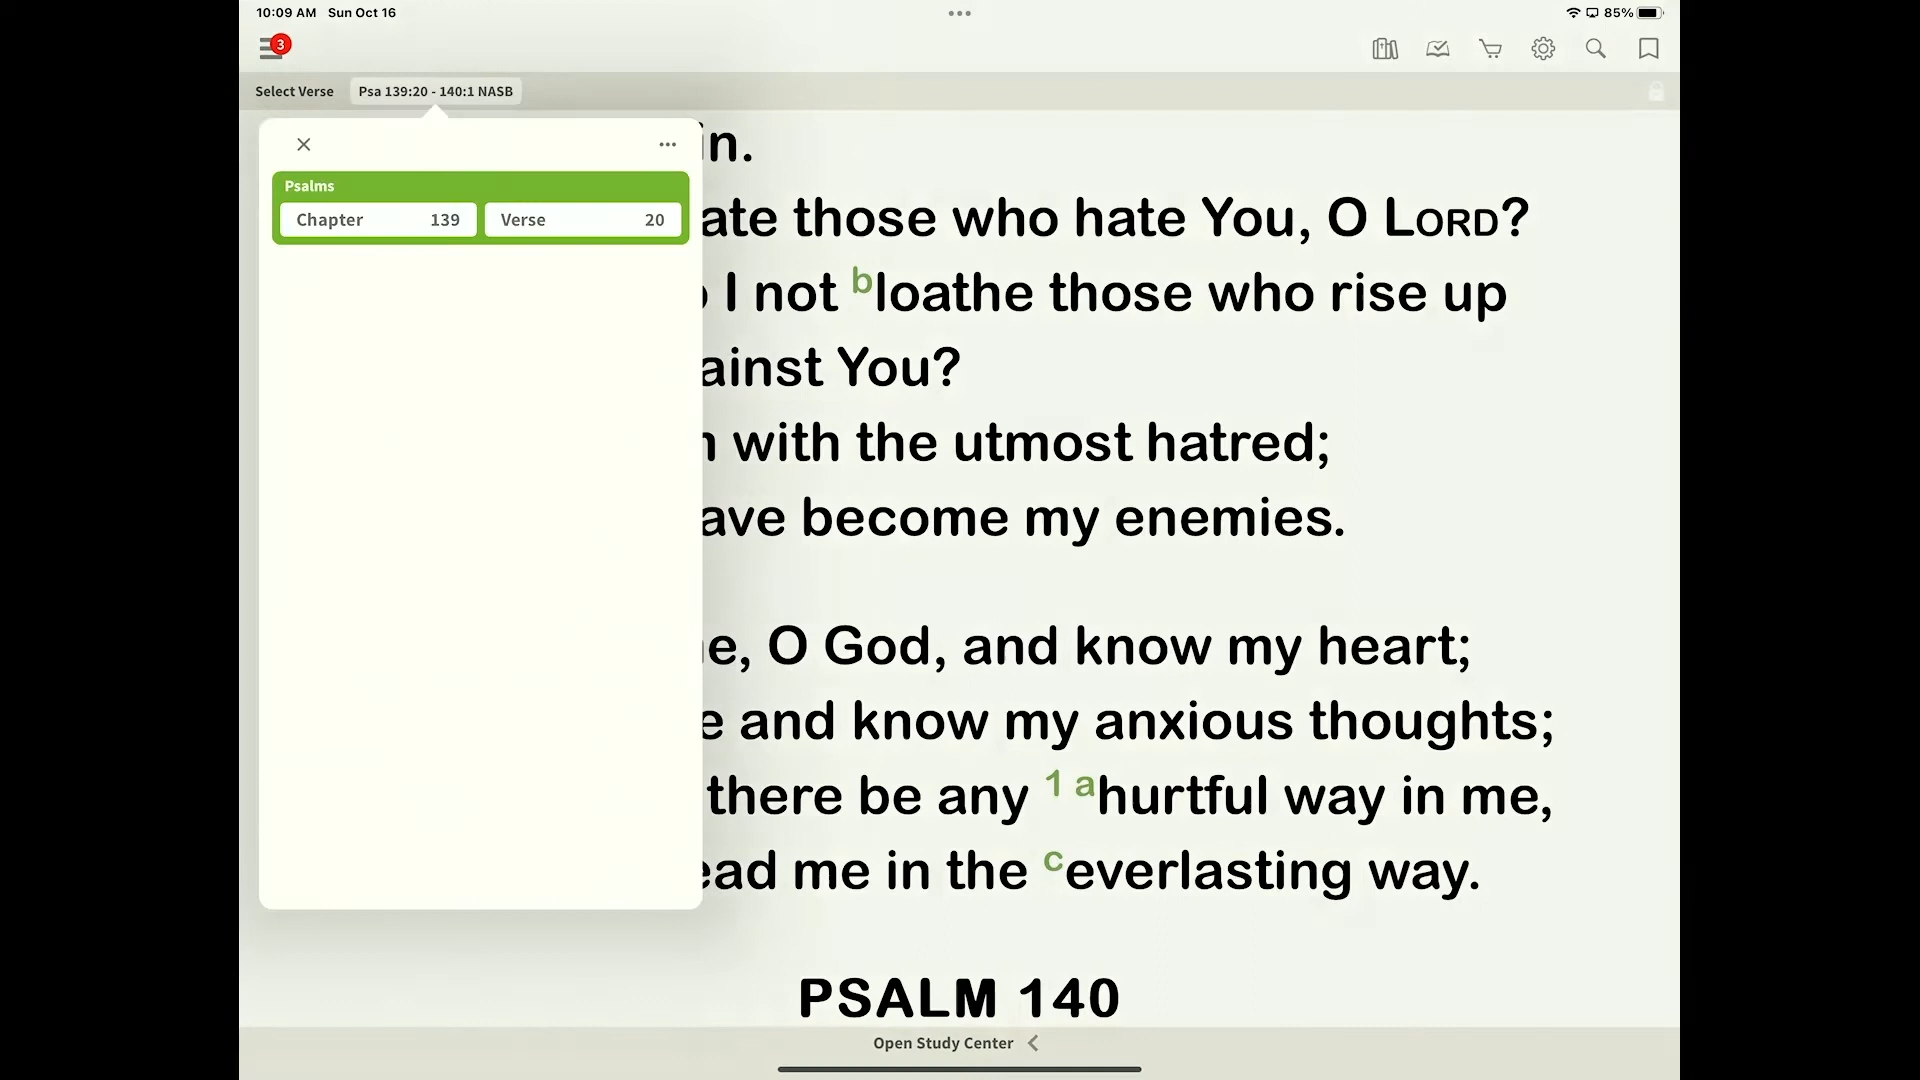 10:09 AM Sun Oct 16
85%
3
Select Verse Psa 139:20 - 140:1 NASB
Psalms
Chapter 139 Verse 20
in.
ate those who hate You, O LORD?
I not bloathe those who rise up
ainst You?
with the utmost hatred;
ave become my enemies.
e, O God, and know my heart;
e and know my anxious thoughts;
there be any 1 ahurtful way in me,
ead me in the ceverlasting way.
PSALM 140
Open Study Center